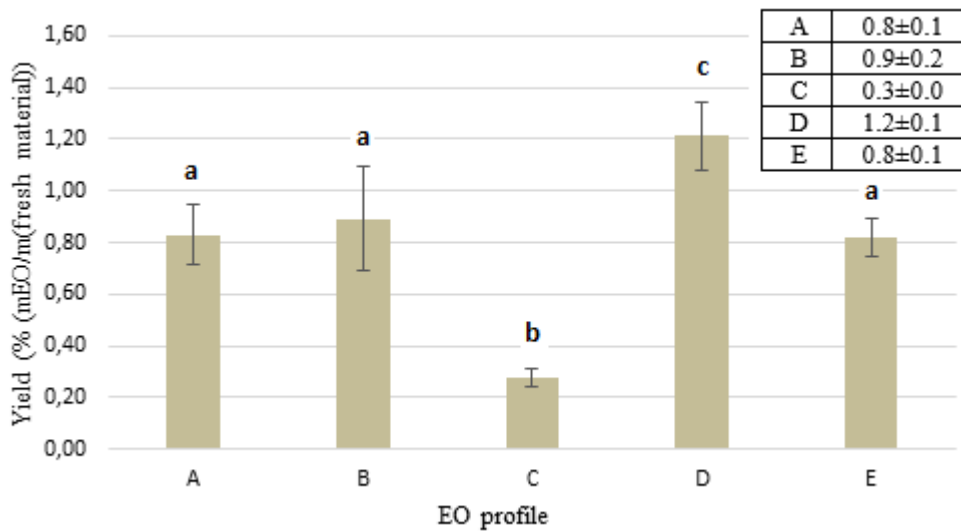 Yield (% (mEO/m(fresh material))
1,60
1,40
1,20
1,00
0,80
0,60
0,40
0,20
0,00
a
a
b
c
a
A
B
C
D
E
EO profile
A 0.8±0.1
B 0.9±0.2
C 0.3±0.0
D 1.2±0.1
E 0.8±0.1